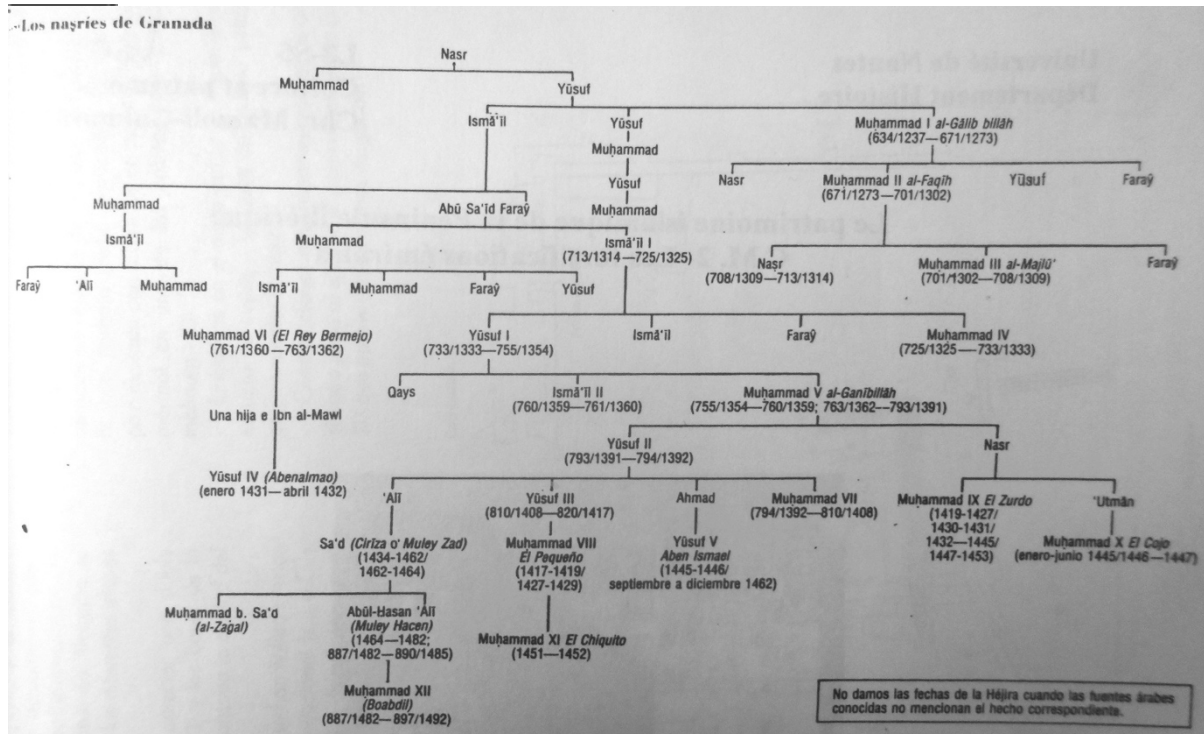 Los naṣríes de Granada
Nasr
Muḥammad
Yūsuf
Ismā'īl
Yūsuf
Muḥammad I al-Gālib billāh
(634/1237—671/1273)
Muḥammad
Nasr
Muḥammad II al-Faqīh
(671/1273—701/1302)
Yūsuf
Faraŷ
Muḥammad
Abū Sa'īd Faraŷ
Yūsuf
Muḥammad
Ismā'īl
Muḥammad
Ismā'īl I
(713/1314—725/1325)
Naṣr
(708/1309—713/1314)
Muḥammad III al-Majlū'
(701/1302—708/1309)
Faraŷ
Faraŷ
'Alī
Muḥammad
Ismā'īl
Muḥammad
Faraŷ
Yūsuf
Muḥammad VI (El Rey Bermejo)
(761/1360—763/1362)
Yūsuf I
(733/1333—755/1354)
Ismā'īl
Faraŷ
Muḥammad IV
(725/1325—733/1333)
Qays
Ismā'īl II
(760/1359—761/1360)
Muḥammad V al-Ganībillāh
(755/1354—760/1359; 763/1362—793/1391)
Una hija e Ibn al-Mawl
Yūsuf II
(793/1391—794/1392)
Nasr
Yūsuf IV (Abenalmao)
(enero 1431—abril 1432)
'Alī
Yūsuf III
(810/1408—820/1417)
Ahmad
Muḥammad VII
(794/1392—810/1408)
Muḥammad IX El Zurdo
(1419-1427/
1430-1431/
1432—1445/
1447-1453)
'Utmān
Sa'd (Cirīza o Muley Zad)
(1434-1462/
1462-1464)
Muḥammad VIII
El Pequeño
(1417-1419/
1427-1429)
Yūsuf V
Aben Ismael
(1445-1446/
septiembre a diciembre 1462)
Muḥammad X El Cojo
(enero-junio 1445/1446—1447)
Muḥammad b. Sa'd
(al-Zagal)
Abūl-Hasan 'Alī
(Muley Hacen)
(1464—1482;
887/1482—890/1485)
Muḥammad XI El Chiquito
(1451—1452)
Muḥammad XII
(Boabdil)
(887/1482—897/1492)
No damos las fechas de la Héjira cuando las fuentes árabes
conocidas no mencionan el hecho correspondiente.